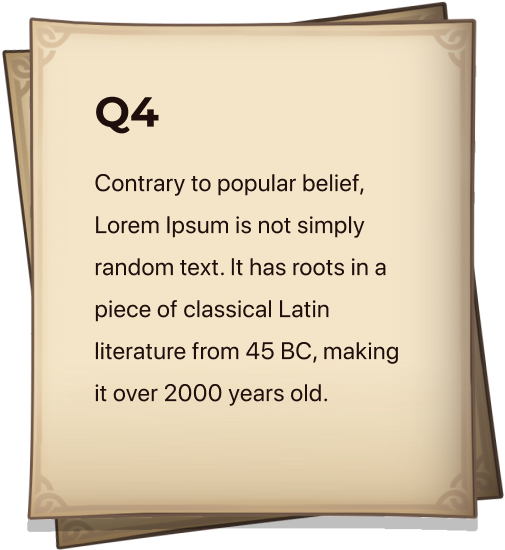 Q4
Contrary to popular belief,
Lorem Ipsum is not simply
random text. It has roots in a
piece of classical Latin
literature from 45 BC, making
it over 2000 years old.